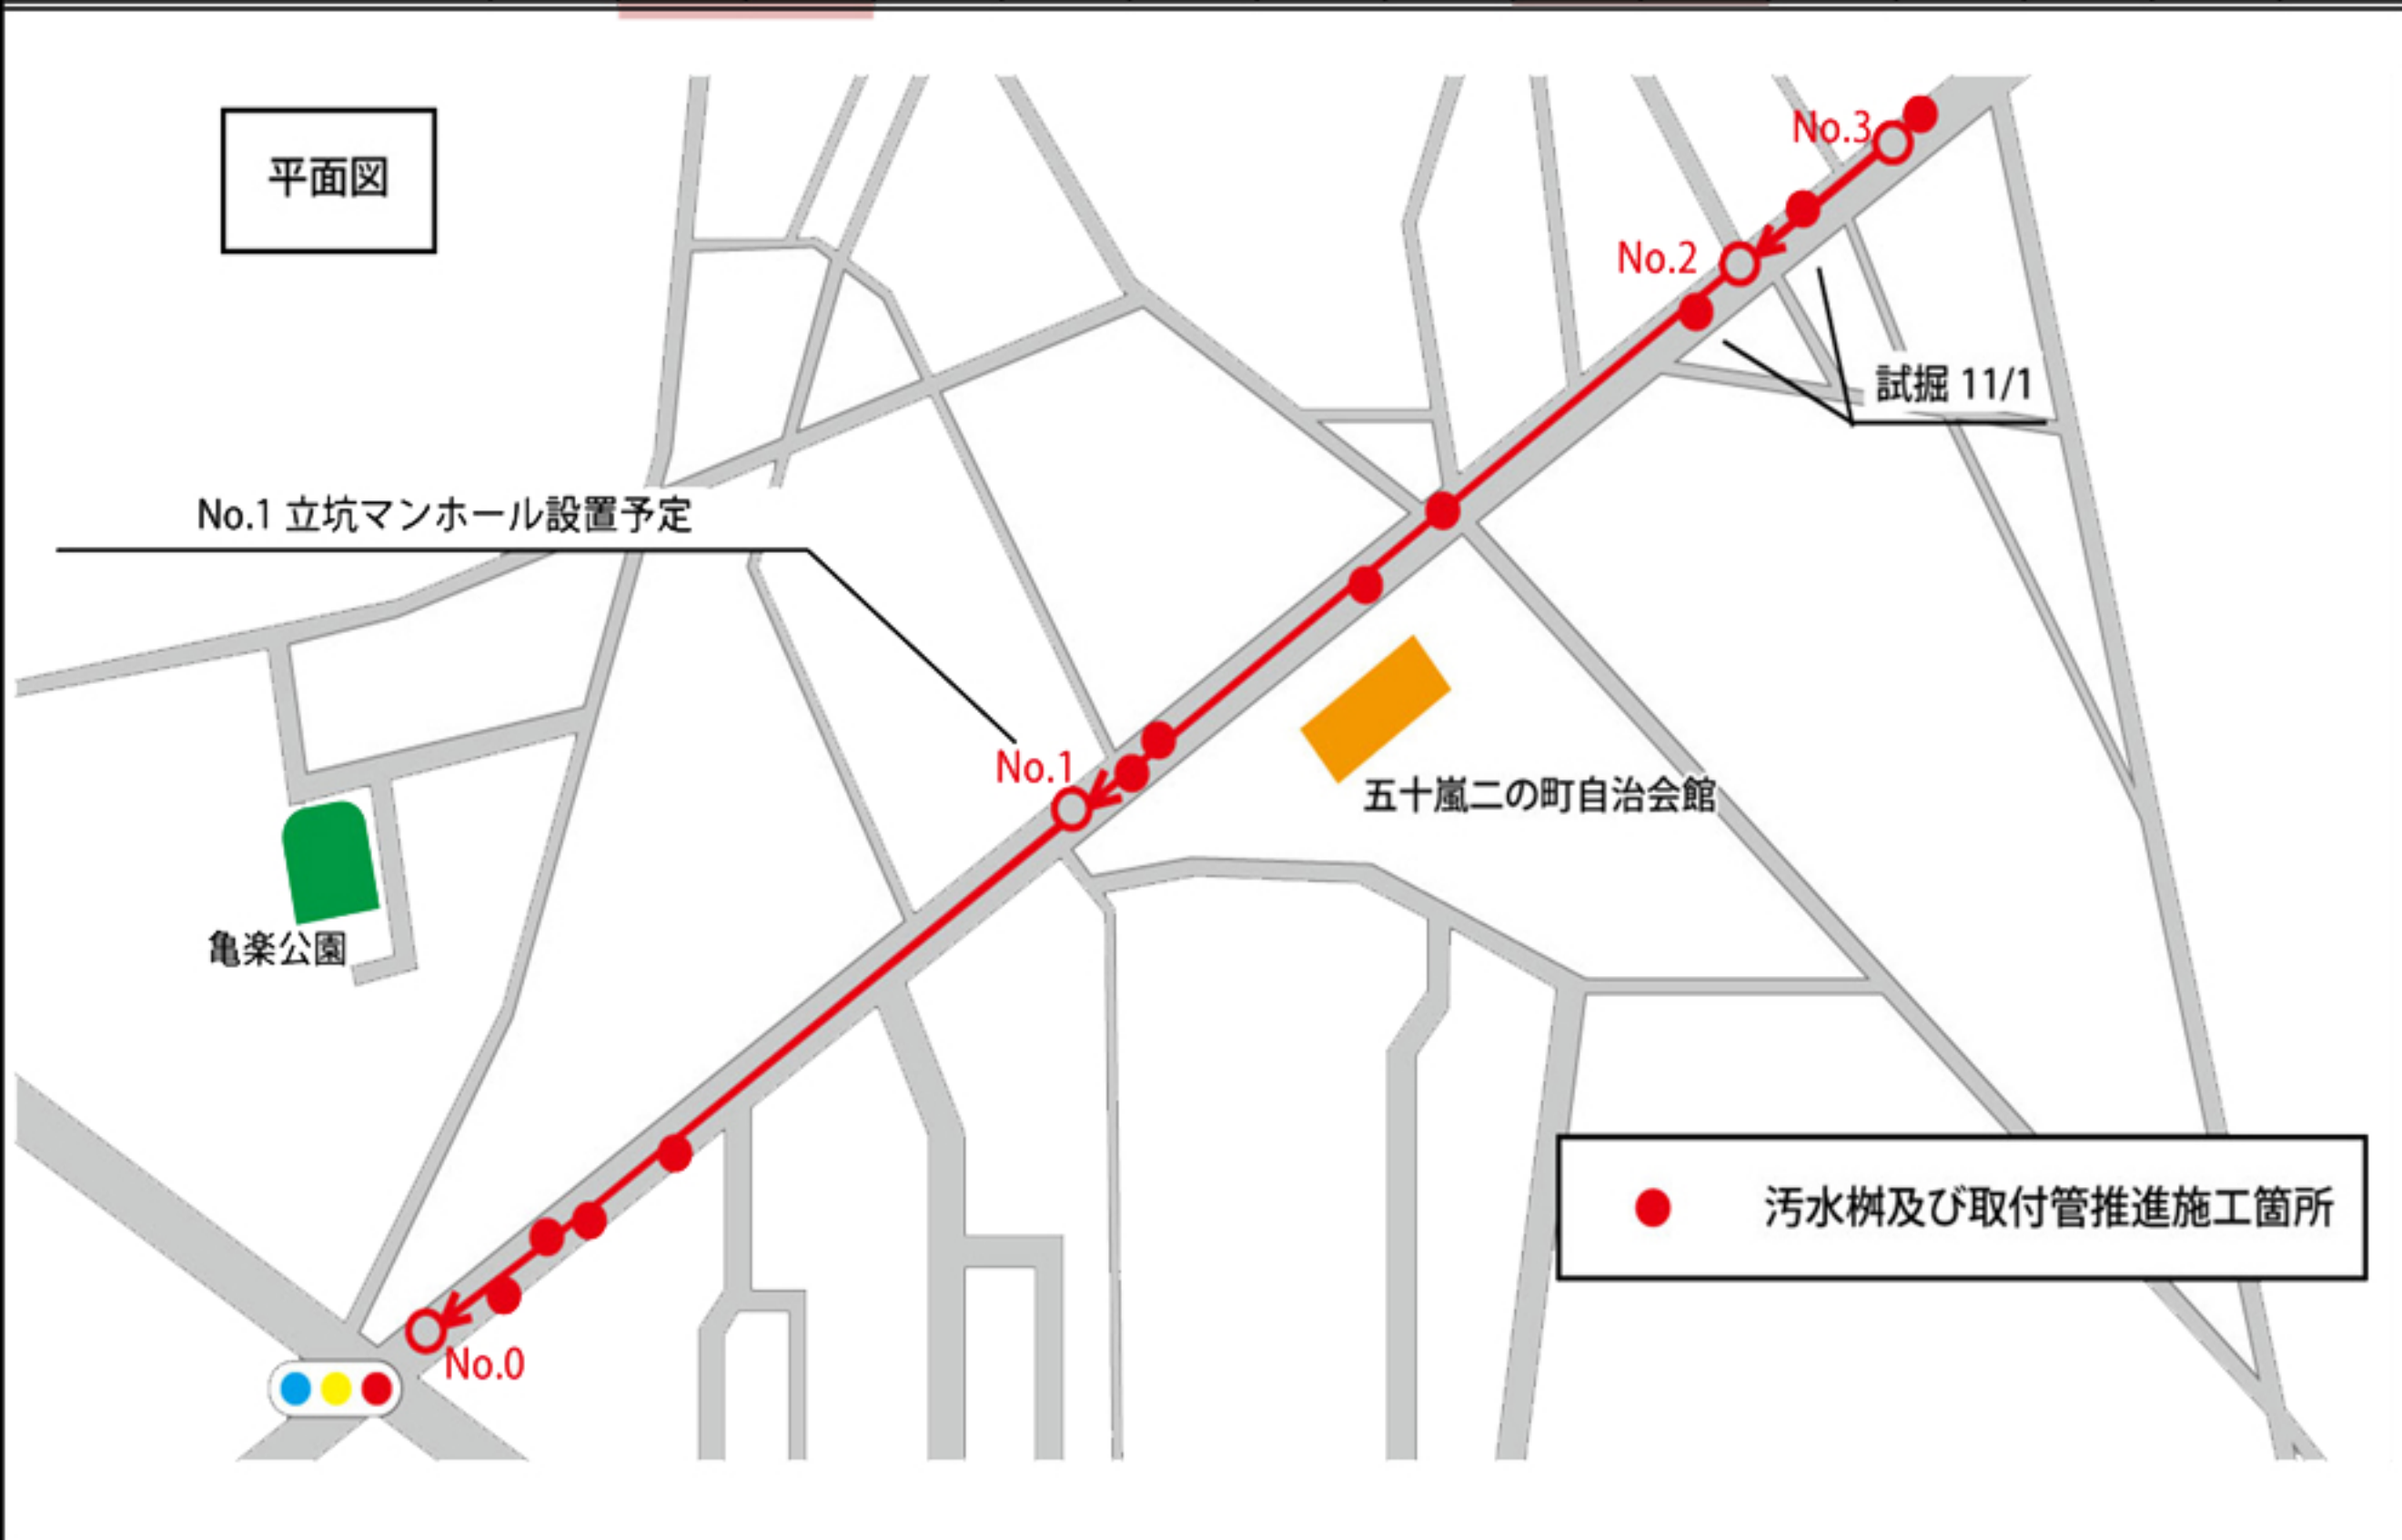 平面図
No.3
No.2
試掘 11/1
No.1 立坑マンホール設置予定
No.1
五十嵐二の町自治会館
亀楽公園
汚水桝及び取付管推進施工箇所
No.0